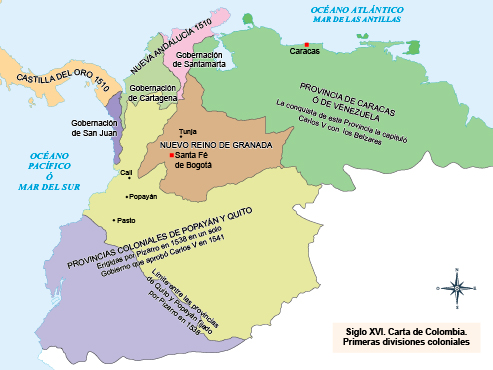 OCÉANO ATLÁNTICO
MAR DE LAS ANTILLAS
NUEVA ANDALUCÍA 1510
Gobernación
de Santamarta
Caracas
CASTILLA DEL ORO 1510
Gobernación
de Cartagena
PROVINCIA DE CARACAS
Ó DE VENEZUELA
La conquista de esta Provincia la capituló
Carlos V con los Belzares
Gobernación
de San Juan
Tunja
NUEVO REINO DE GRANADA
Santa Fé
de Bogotá
OCÉANO
PACÍFICO
Ó
MAR DEL SUR
Cali
Popayán
Pasto
PROVINCIAS COLONIALES DE POPAYÁN Y QUITO
Erigidas por Pizarro en 1538 en un solo
Gobierno que aprobó Carlos V en 1541
Limite entre las provincias
de Quito y Popayán fijado
por Pizarro en 1538
N
S
Siglo XVI. Carta de Colombia.
Primeras divisiones coloniales